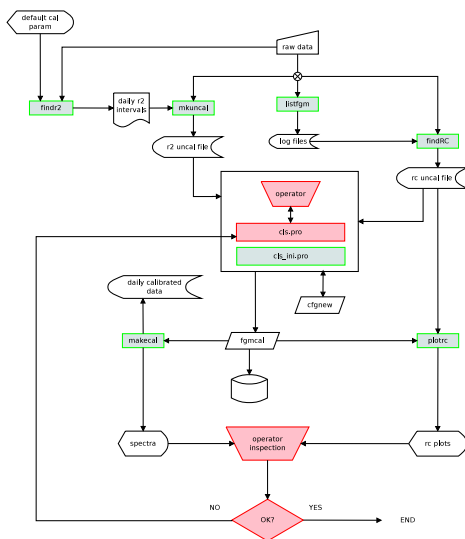 default cal
param
raw data
findr2
daily r2
intervals
mkuncal
listfgm
r2 uncal file
log files
findRC
rc uncal file
operator
cls.pro
cls_ini.pro
daily calibrated
data
cfgnew
makecal
fgmcal
plotrc
spectra
operator
inspection
rc plots
NO
YES
OK?
END